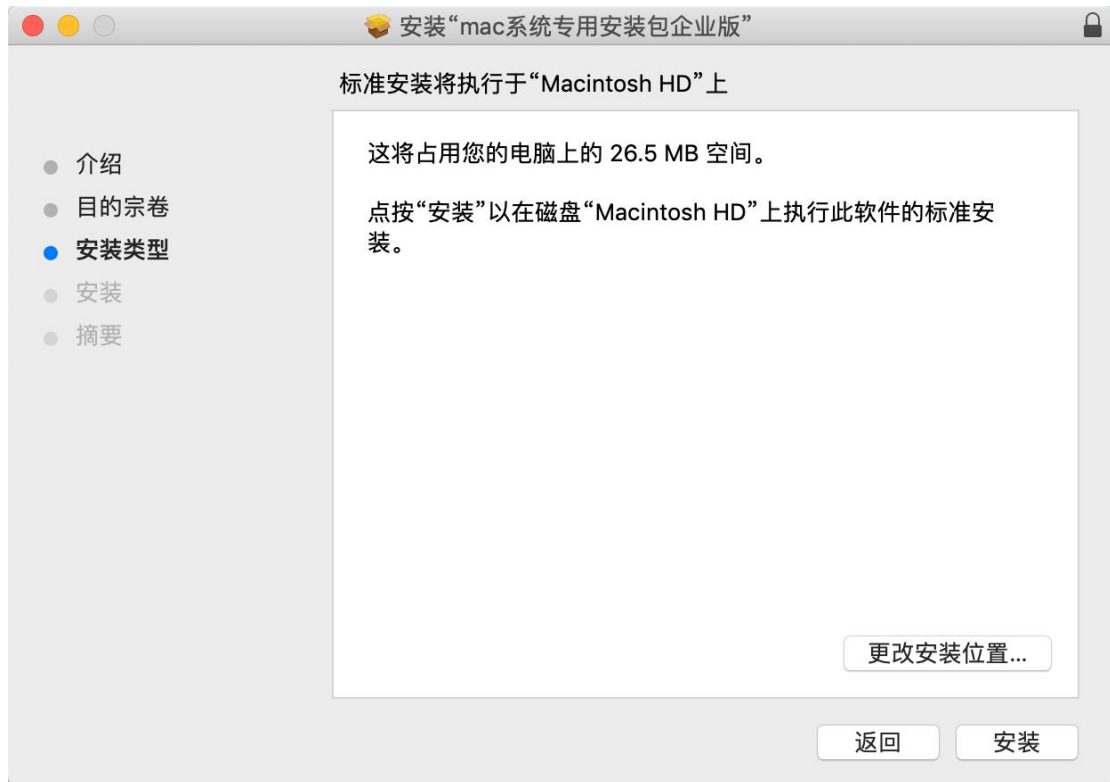 安装“mac系统专用安装包企业版”
标准安装将执行于“Macintosh HD”上
介绍
目的宗卷
安装类型
安装
摘要
这将占用您的电脑上的 26.5 MB 空间。
点按“安装”以在磁盘“Macintosh HD”上执行此软件的标准安
装。
更改安装位置...
返回
安装